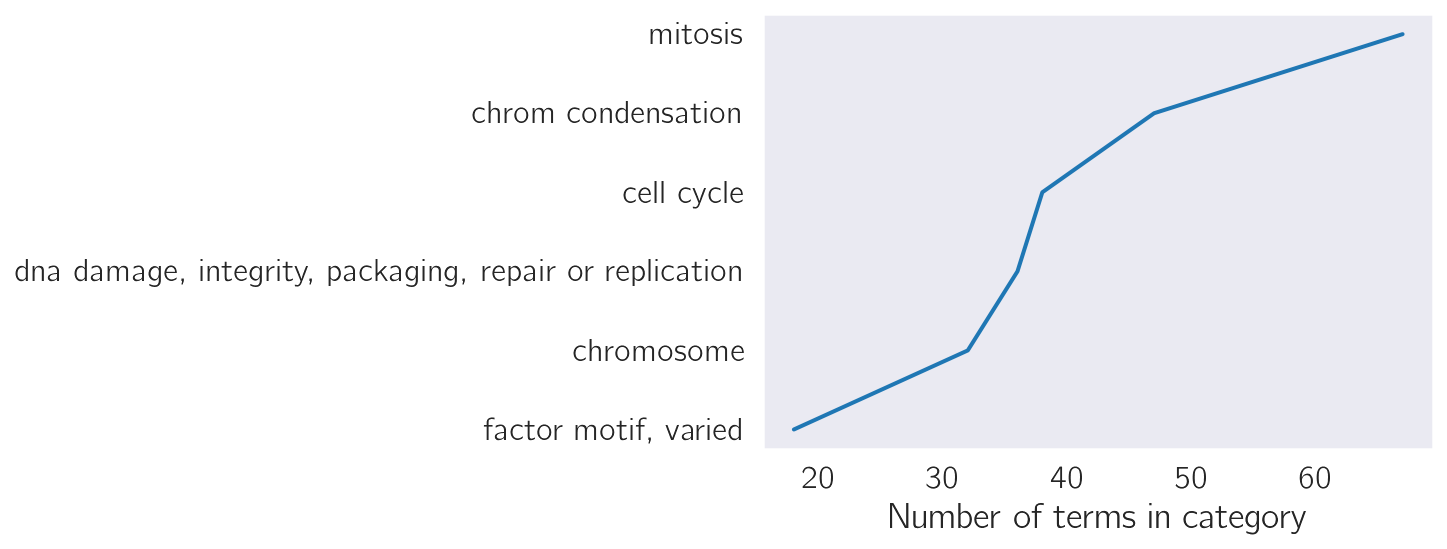 mitosis
chrom condensation
cell cycle
dna damage, integrity, packaging, repair or replication
chromosome
factor motif, varied
20 30 40 50 60
Number of terms in category